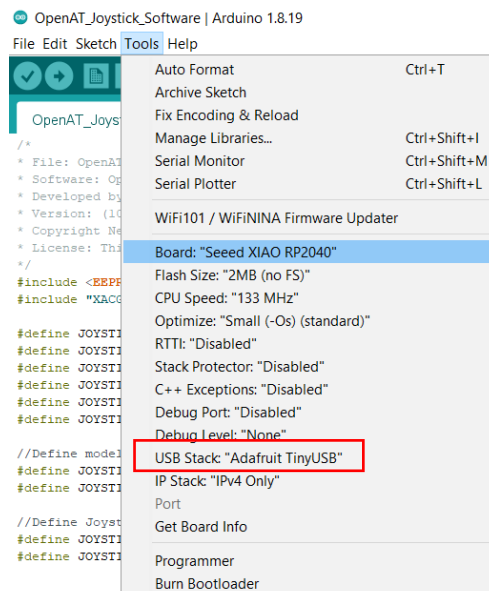 OpenAT_Joystick_Software | Arduino 1.8.19
File Edit Sketch Tools Help
OpenAT_Joys
/*
* File: OpenAT
* Software: Op
* Developed by
* Version: (10
* Copyright Ne
* License: Thi
*/
#include <EEPR
#include "XACG
#define JOYSTI
#define JOYSTI
#define JOYSTI
#define JOYSTI
#define JOYSTI
#define JOYSTI
//Define model
#define JOYSTI
#define JOYSTI
//Define Joyst
#define JOYSTI
#define JOYSTI
Auto Format Ctrl+T
Archive Sketch
Fix Encoding & Reload
Manage Libraries... Ctrl+Shift+I
Serial Monitor Ctrl+Shift+M
Serial Plotter Ctrl+Shift+L
WiFi101 / WiFiNINA Firmware Updater
Board: "Seeed XIAO RP2040"
Flash Size: "2MB (no FS)"
CPU Speed: "133 MHz"
Optimize: "Small (-Os) (standard)"
RTTI: "Disabled"
Stack Protector: "Disabled"
C++ Exceptions: "Disabled"
Debug Port: "Disabled"
Debug Level: "None"
USB Stack: "Adafruit TinyUSB"
IP Stack: "IPv4 Only"
Port
Get Board Info
Programmer
Burn Bootloader